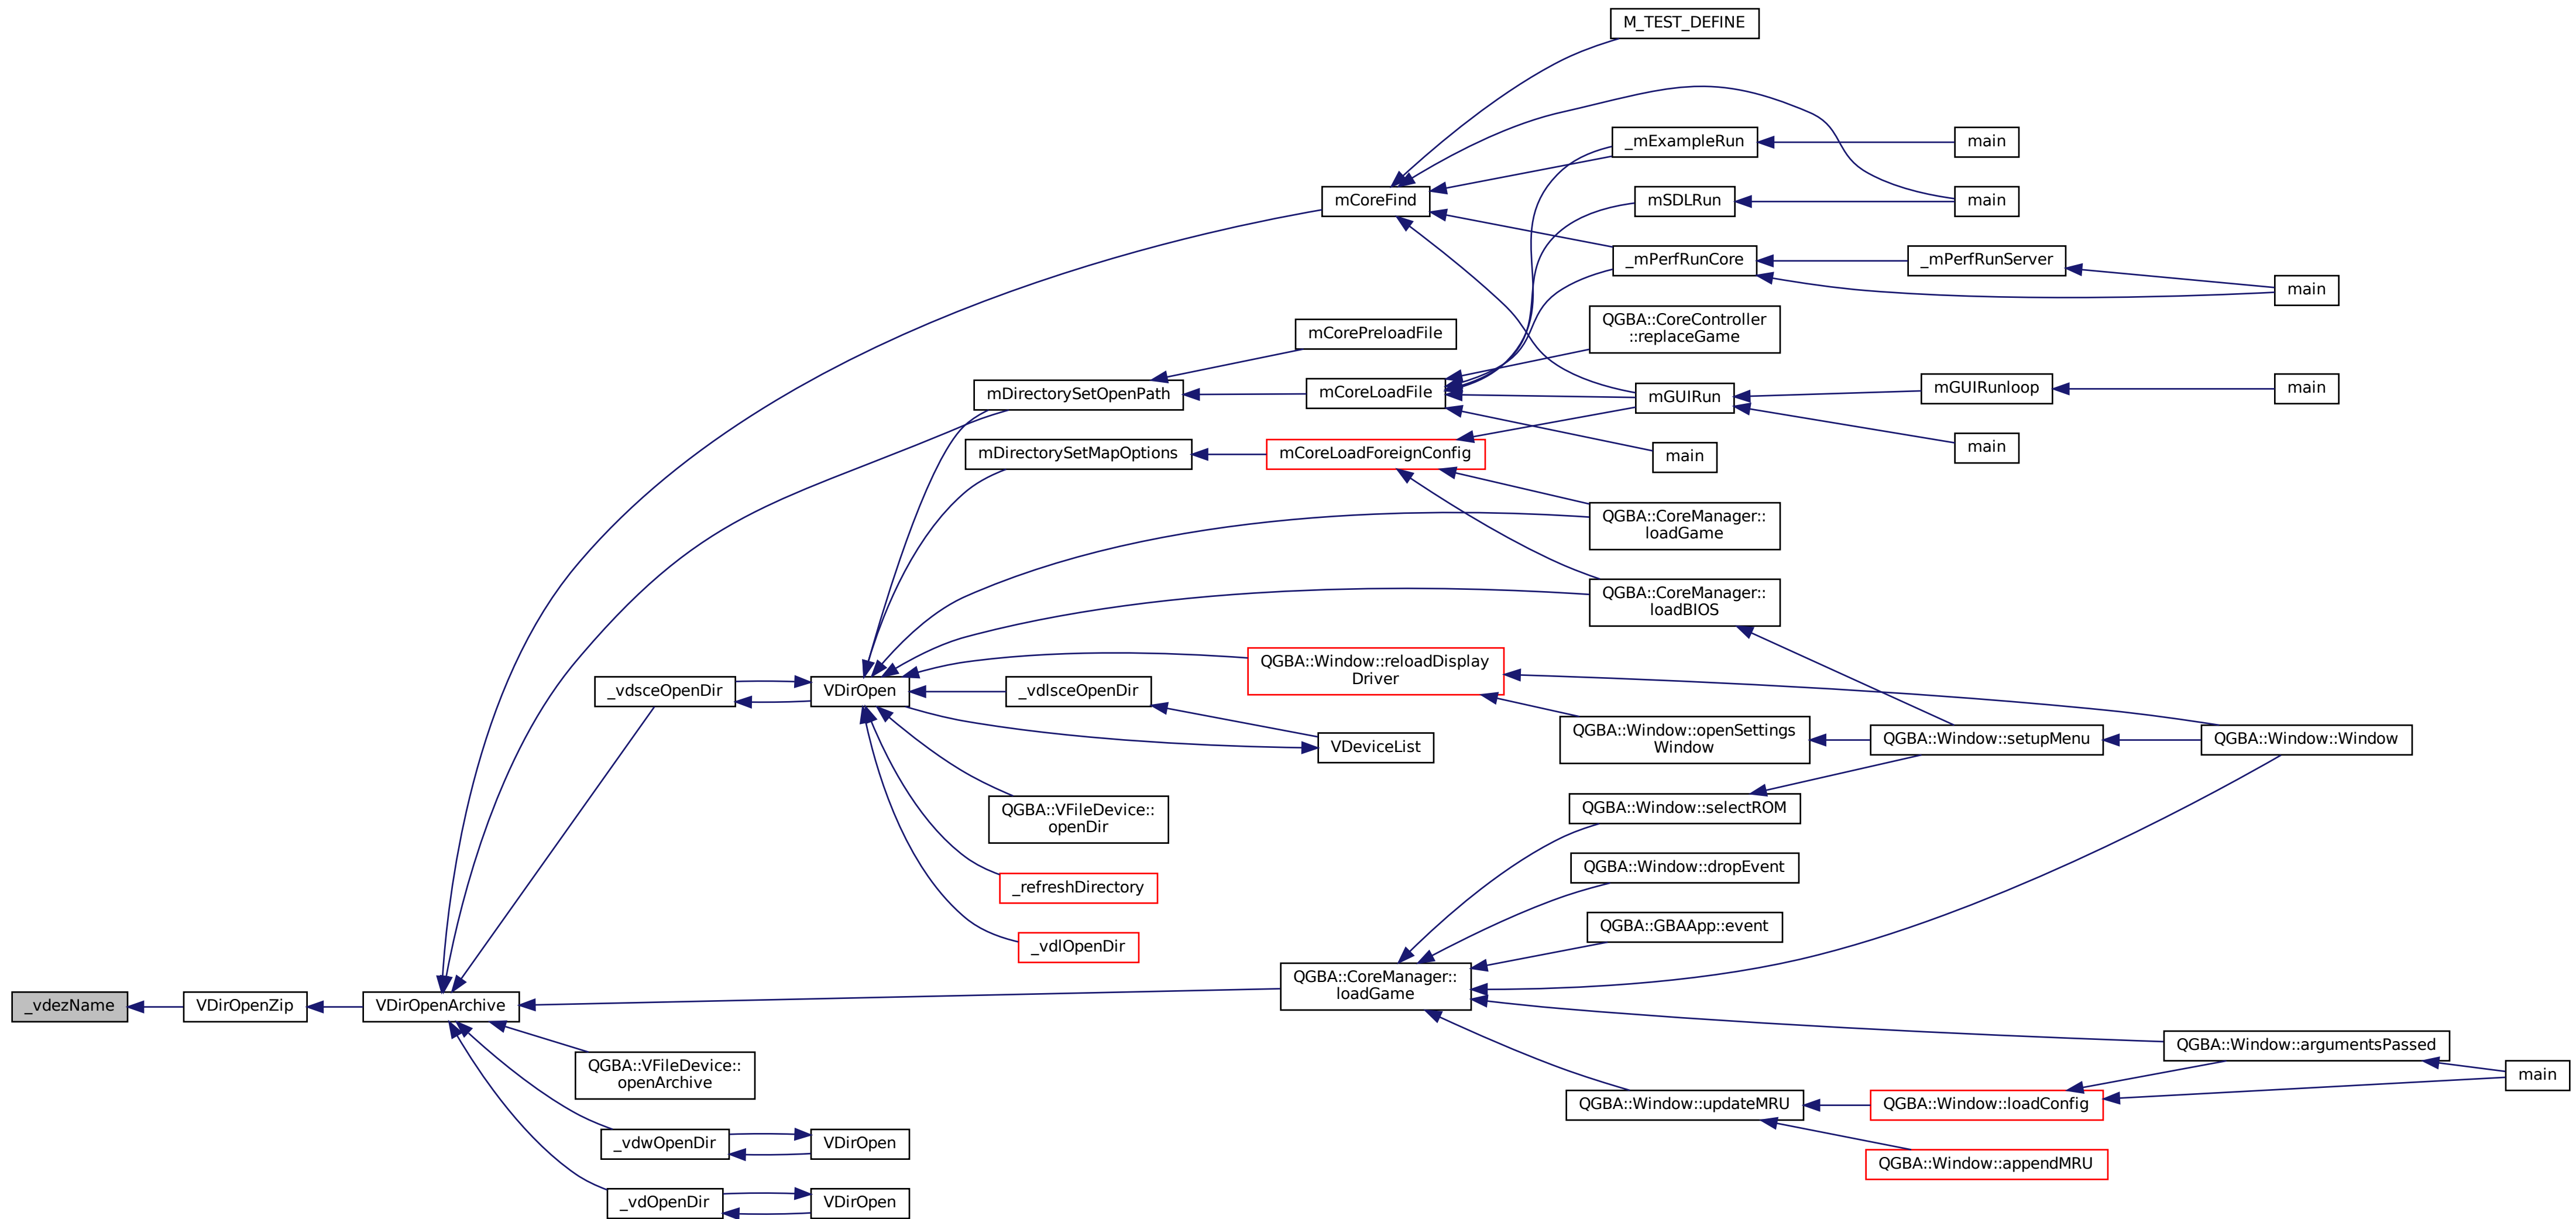 M_TEST_DEFINE
_mExampleRun
main
mCoreFind
mSDLRun
main
_mPerfRunCore
_mPerfRunServer
main
QGBA::CoreController
::replaceGame
mCorePreloadFile
mDirectorySetOpenPath
mCoreLoadFile
mGUIRun
mGUIRunloop
main
main
mDirectorySetMapOptions
mCoreLoadForeignConfig
main
QGBA::CoreManager::
loadGame
QGBA::CoreManager::
loadBIOS
QGBA::Window::reloadDisplay
Driver
_vdsceOpenDir
VDirOpen
_vdlsceOpenDir
QGBA::Window::openSettings
Window
QGBA::Window::setupMenu
QGBA::Window::Window
VDeviceList
QGBA::VFileDevice::
openDir
QGBA::Window::selectROM
QGBA::Window::dropEvent
_refreshDirectory
QGBA::GBAApp::event
_vdlOpenDir
QGBA::CoreManager::
loadGame
_vdezName
VDirOpenZip
VDirOpenArchive
QGBA::Window::argumentsPassed
main
QGBA::VFileDevice::
openArchive
QGBA::Window::updateMRU
QGBA::Window::loadConfig
_vdwOpenDir
VDirOpen
QGBA::Window::appendMRU
_vdOpenDir
VDirOpen